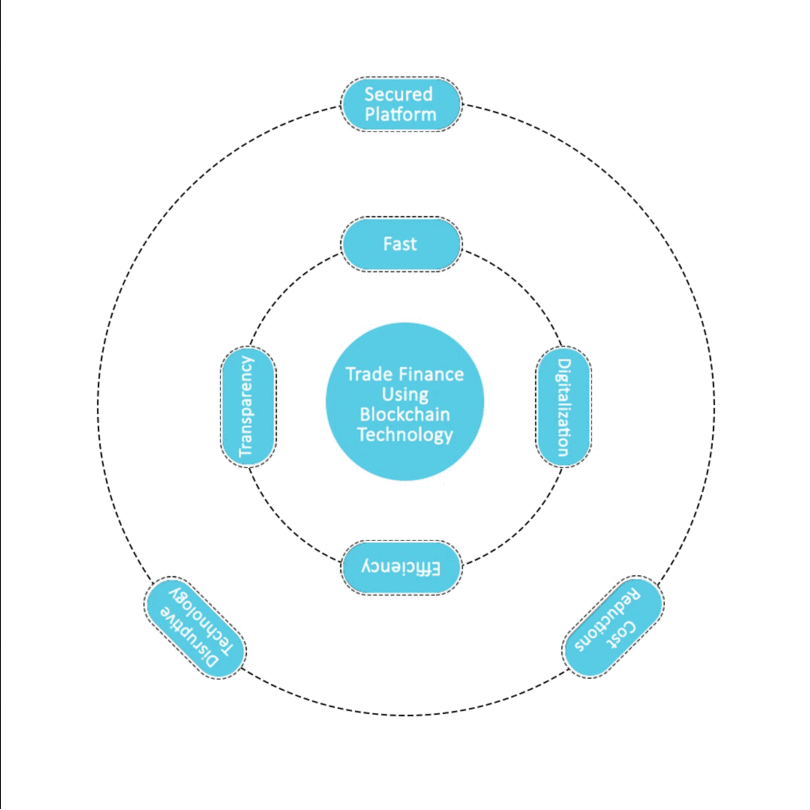 Secured
Platform
Fast
Transparency
Trade Finance
Using
Blockchain
Technology
Digitalization
Efficiency
Disruptive
Technology
Cost
Reductions